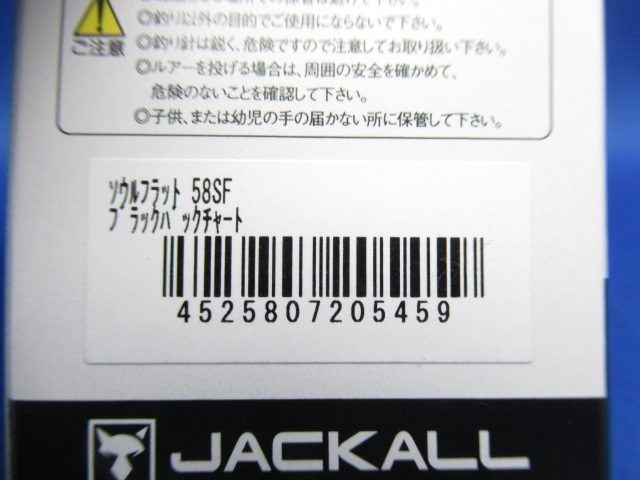 ◎釣り以外の目的でご使用にならないで下さい。
◎釣り針は鋭く、危険ですので注意してお取り扱い下さい。
ご注意
◎ルアーを投げる場合は、周囲の安全を確かめて、
危険のないことを確認して下さい。
◎子供、または幼児の手の届かない所に保管して下さい。
ソウルフラット 58SF
ブラックバックチャート
4525807205459
JACKALL